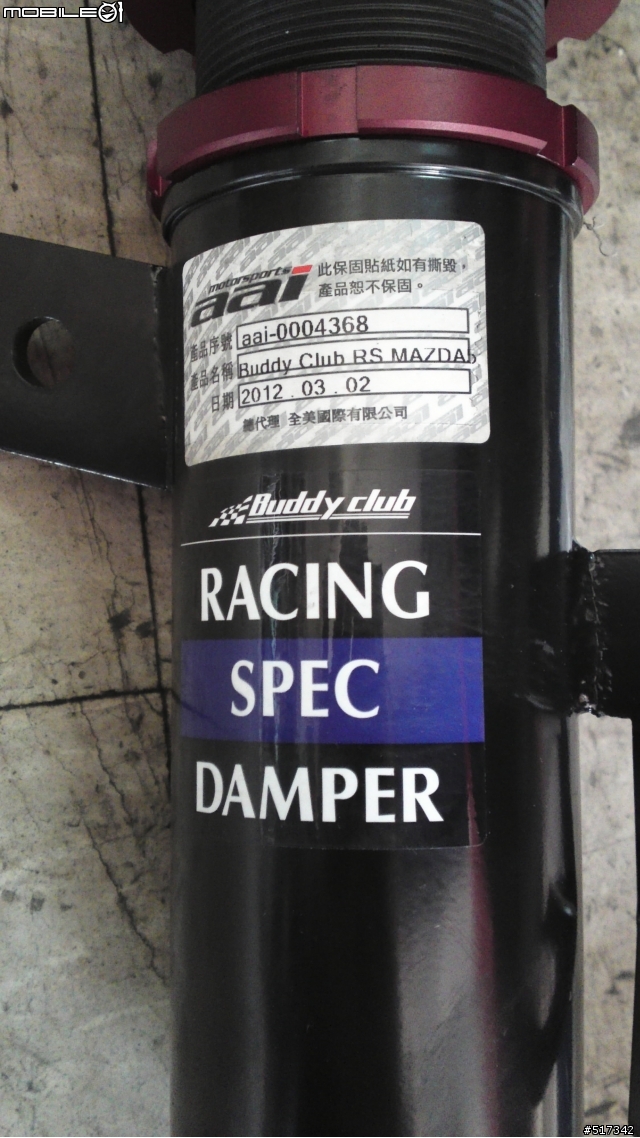 MOBILE01
motorsports
aai
此保固貼紙如有撕毀，
產品恕不保固。
產品序號 aai-0004368
產品名稱 Buddy Club RS MAZDA5
日期 2012 . 03 . 02
總代理 全美國際有限公司
Buddy club
RACING
SPEC
DAMPER
#517342